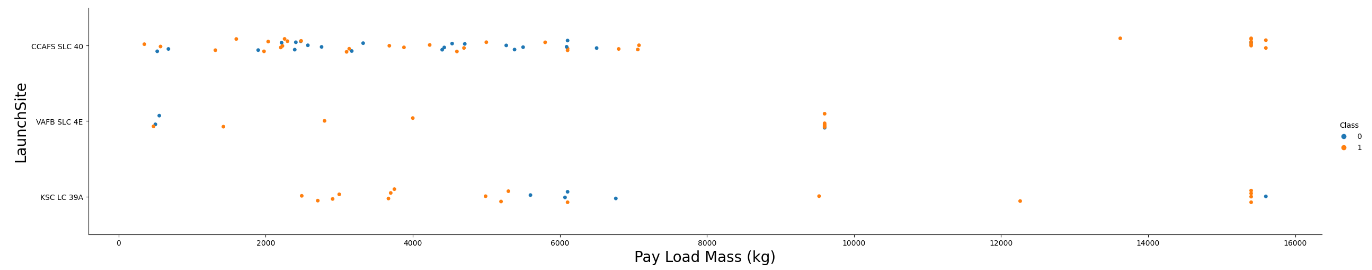 CCAFS SLC 40
VAFB SLC 4E
KSC LC 39A
LaunchSite
0 2000 4000 6000 8000 10000 12000 14000 16000
Pay Load Mass (kg)
Class
0
1